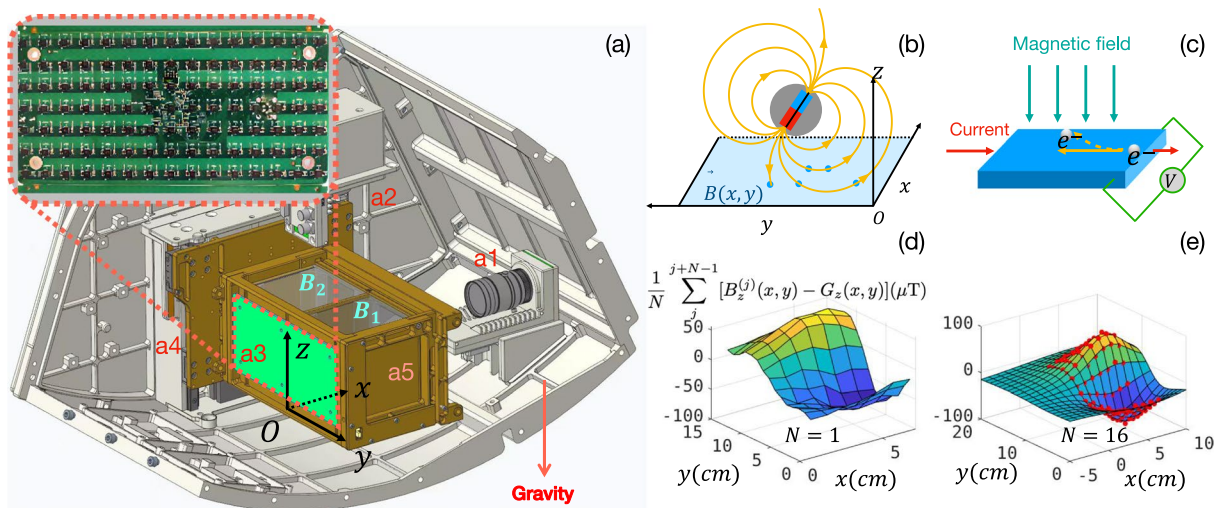 (a)
a1
a2
B₂
B₁
a3
a4
a5
z
x
O
y
Gravity
(b)
Z
B⃗(x, y)
x
y
O
(c)
Magnetic field
Current
e−
e−
V
(d)
(e)
1/N ∑_j^{j+N−1} [B_z^{(j)}(x, y) − G_z(x, y)](μT)
50
0
-50
-100
15
10
5
0
0
5
N = 1
y(cm)
x(cm)
100
0
-100
20
10
0
-5
0
5
10
N = 16
y(cm)
x(cm)